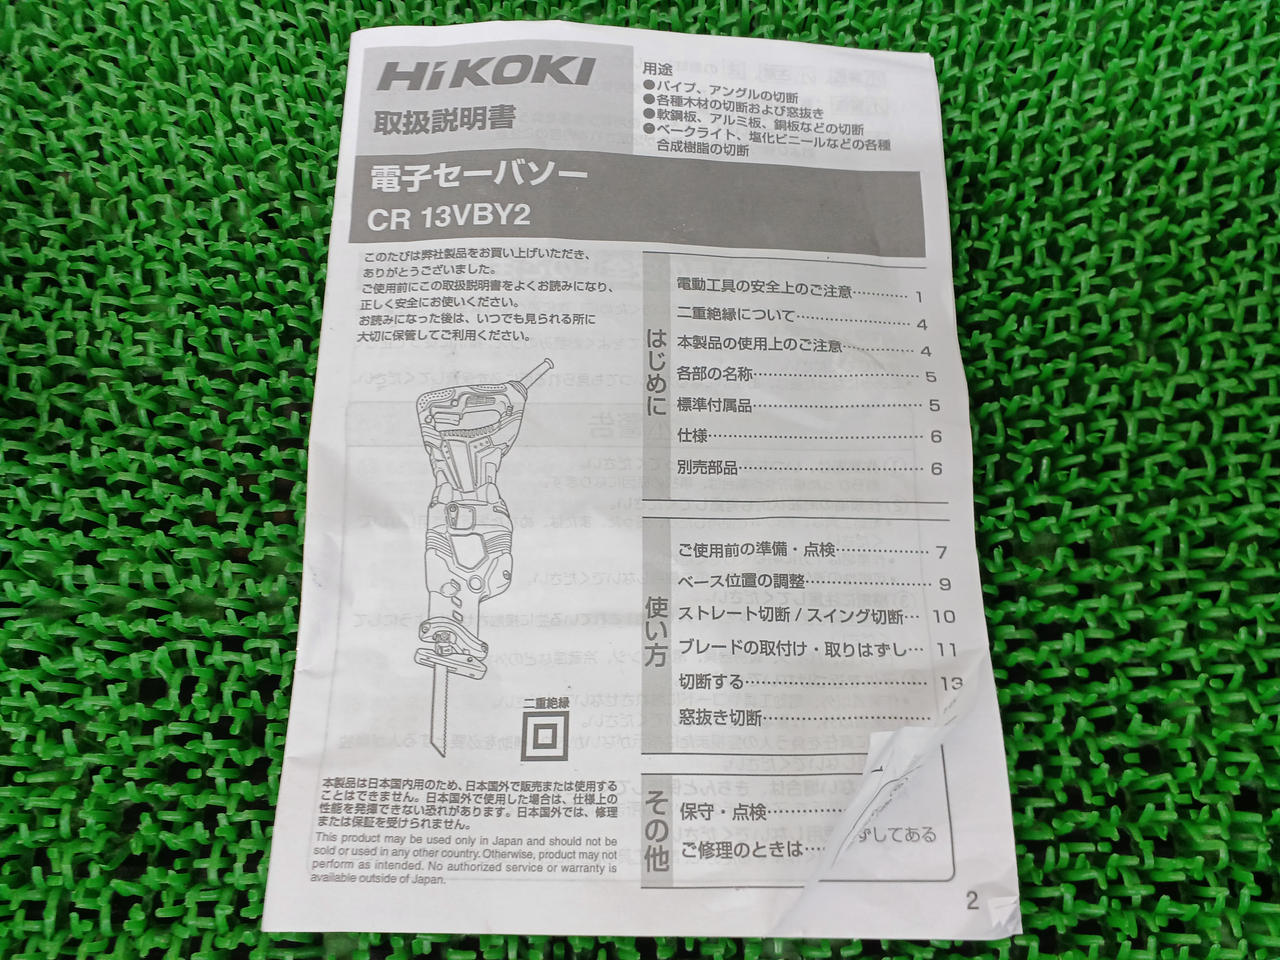 HiKOKI
取扱説明書
用途
●パイプ、アングルの切断
●各種木材の切断および窓抜き
●軟鋼板、アルミ板、銅板などの切断
●ベークライト、塩化ビニールなどの各種
合成樹脂の切断
電子セーバソー
CR 13VBY2
このたびは弊社製品をお買い上げいただき、
ありがとうございました。
ご使用前にこの取扱説明書をよくお読みになり、
正しく安全にお使いください。
お読みになった後は、いつでも見られる所に
大切に保管してご利用ください。
二重絶縁
本製品は日本国内用のため、日本国外で販売または使用する
ことはできません。日本国外で使用した場合は、仕様上の
性能を発揮できない恐れがあります。日本国外では、修理
または保証を受けられません。
This product may be used only in Japan and should not be
sold or used in any other country. Otherwise, product may not
perform as intended. No authorized service or warranty is
available outside of Japan.
はじめに
電動工具の安全上のご注意………… 1
二重絶縁について…………………… 4
本製品の使用上のご注意…………… 4
各部の名称…………………………… 5
標準付属品…………………………… 5
仕様…………………………………… 6
別売部品……………………………… 6
使い方
ご使用前の準備・点検……………… 7
ベース位置の調整…………………… 9
ストレート切断 / スイング切断… 10
ブレードの取付け・取りはずし… 11
切断する…………………………… 13
窓抜き切断…………………………
その他
保守・点検…………
ご修理のときは……
ずしてある
2